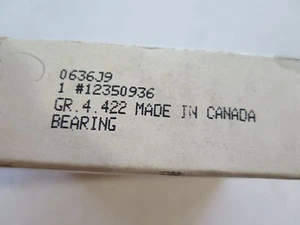 0636J9
1 #12350936
GR.4.422 MADE IN CANADA
BEARING